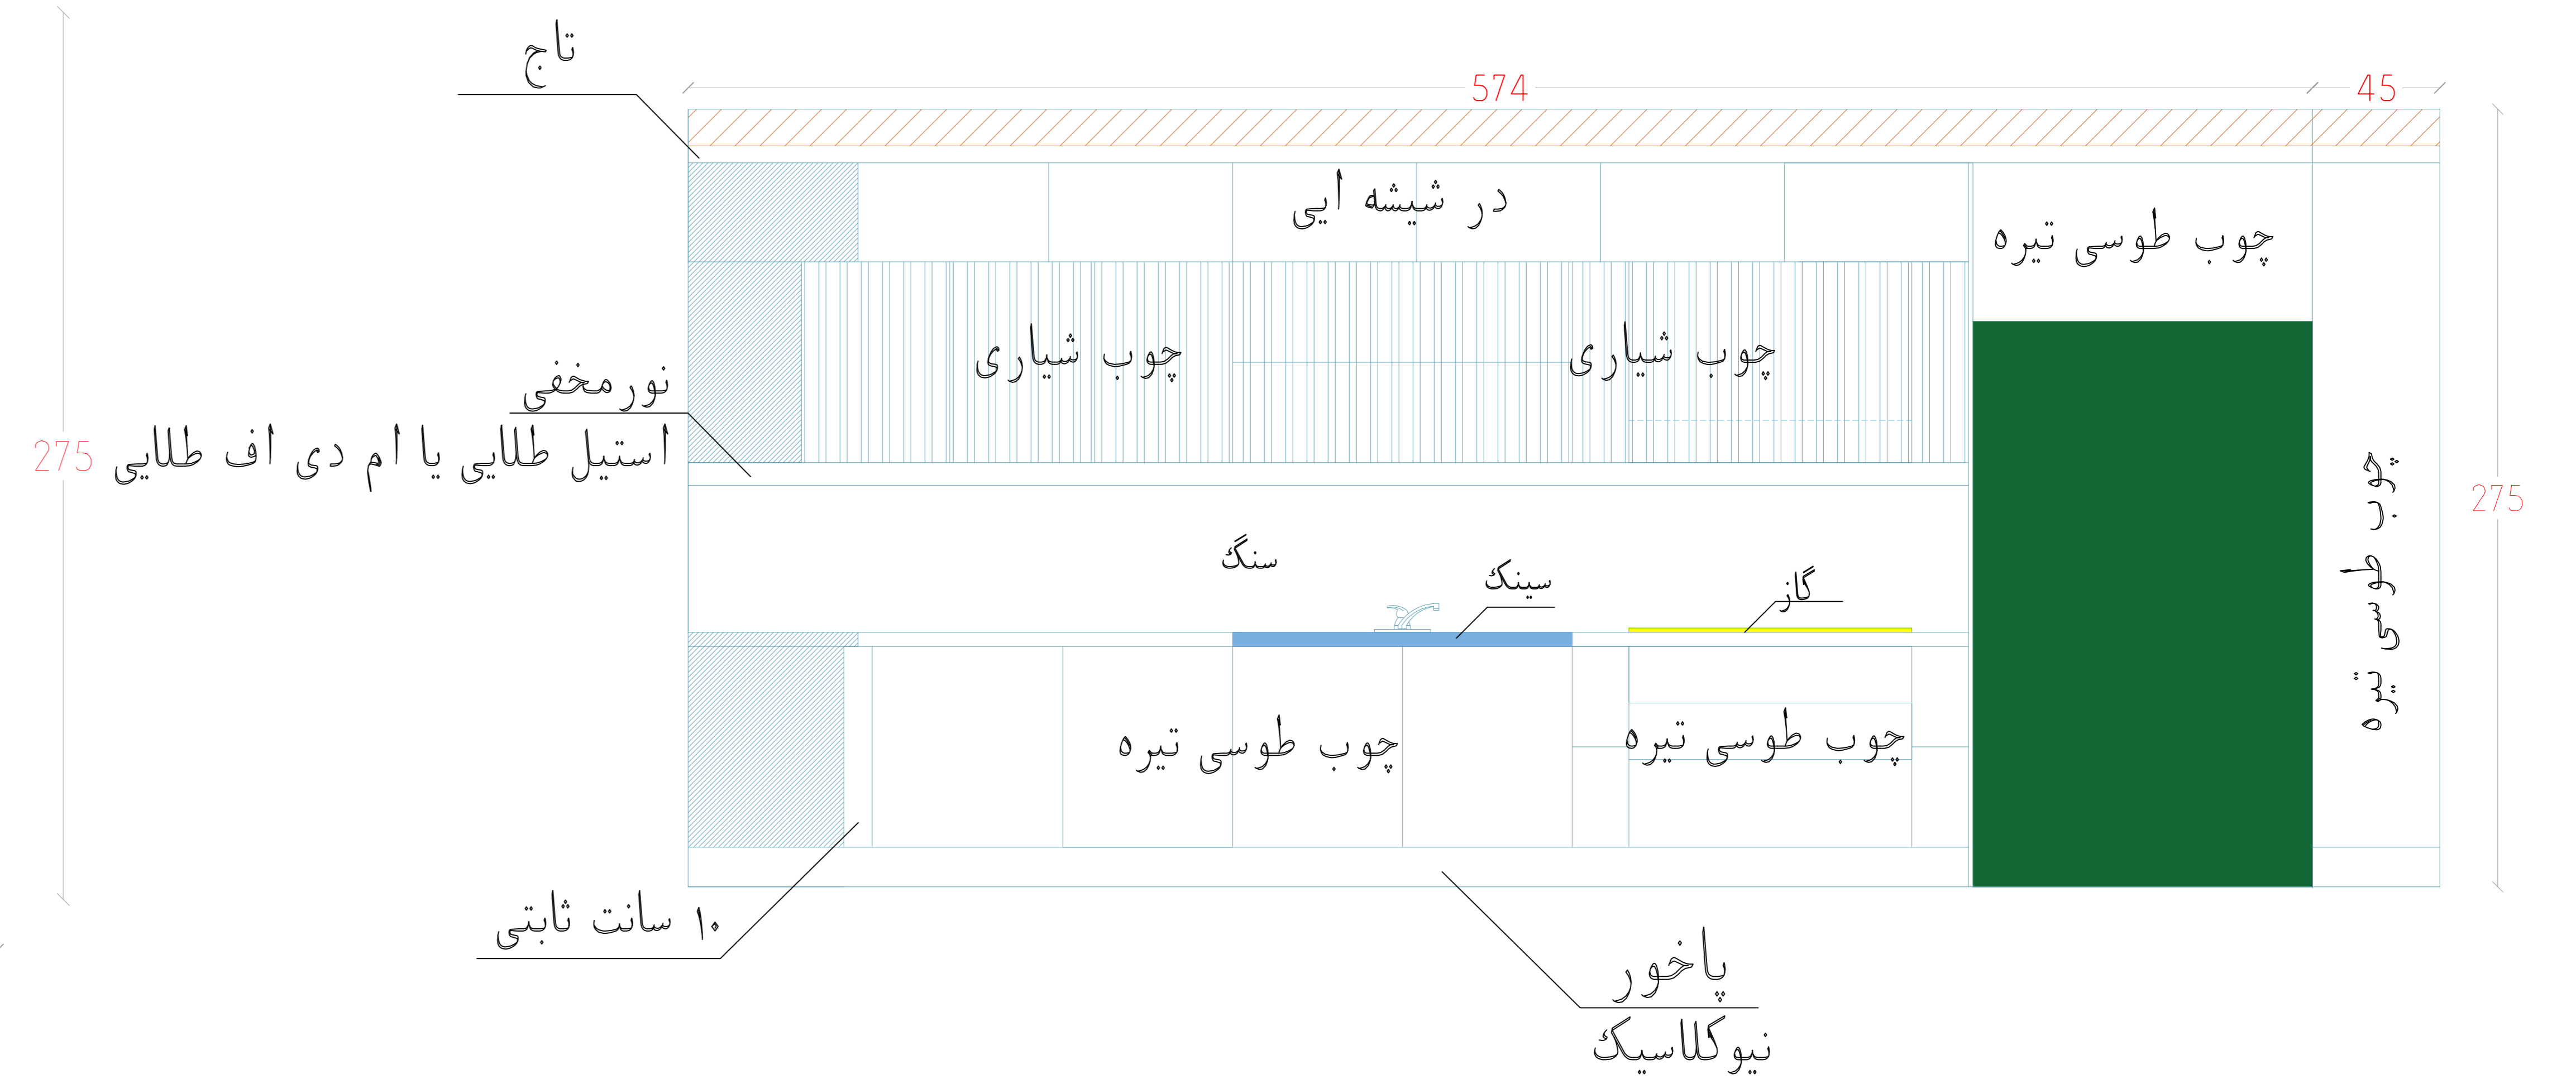 تاج
574
45
در شیشه ایی
چوب طوسی تیره
چوب شیاری
چوب شیاری
نورمخفی
استیل طلایی یا ام دی اف طلایی
275
275
چوب طوسی تیره
سنگ
سینک
گاز
چوب طوسی تیره
چوب طوسی تیره
۱۰ سانت ثابتی
پاخور
نیوکلاسیک